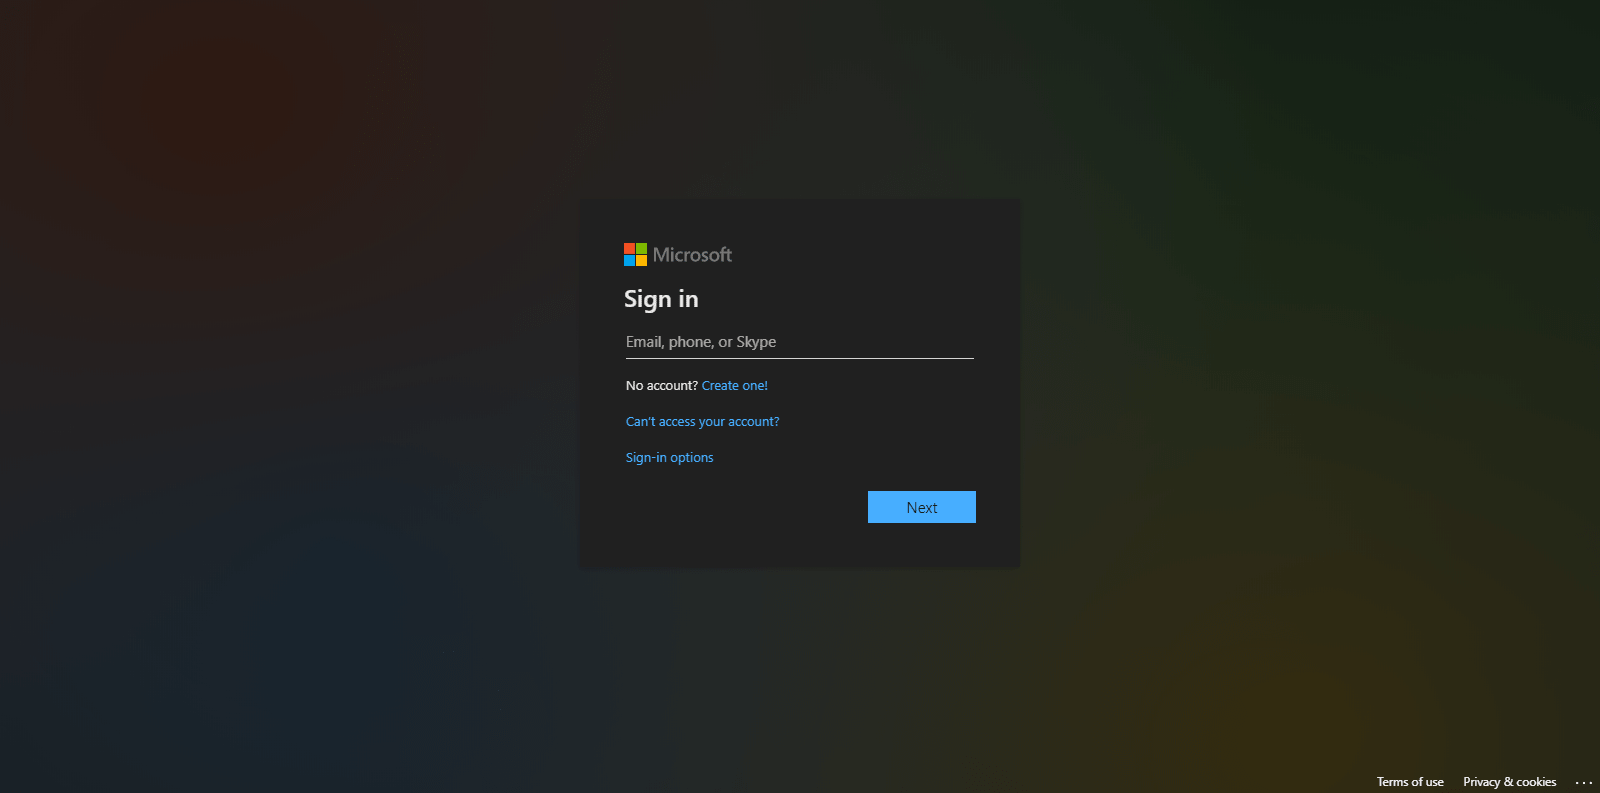 Microsoft
Sign in
Email, phone, or Skype
No account? Create one!
Can't access your account?
Sign-in options
Next
Terms of use Privacy & cookies ...